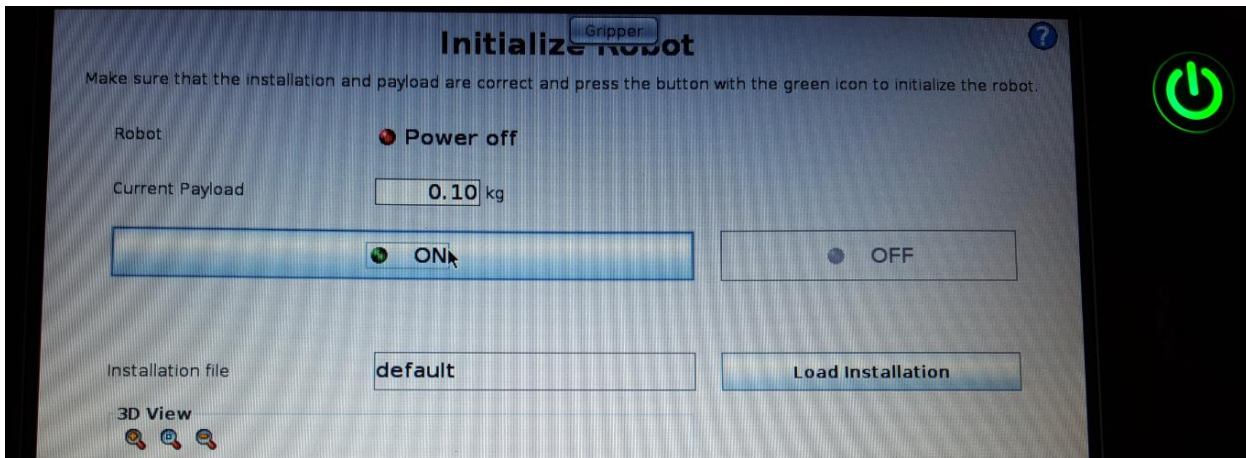 Gripper
Initialize Robot
Make sure that the installation and payload are correct and press the button with the green icon to initialize the robot.
Robot Power off
Current Payload 0.10 kg
ON OFF
Installation file default Load Installation
3D View